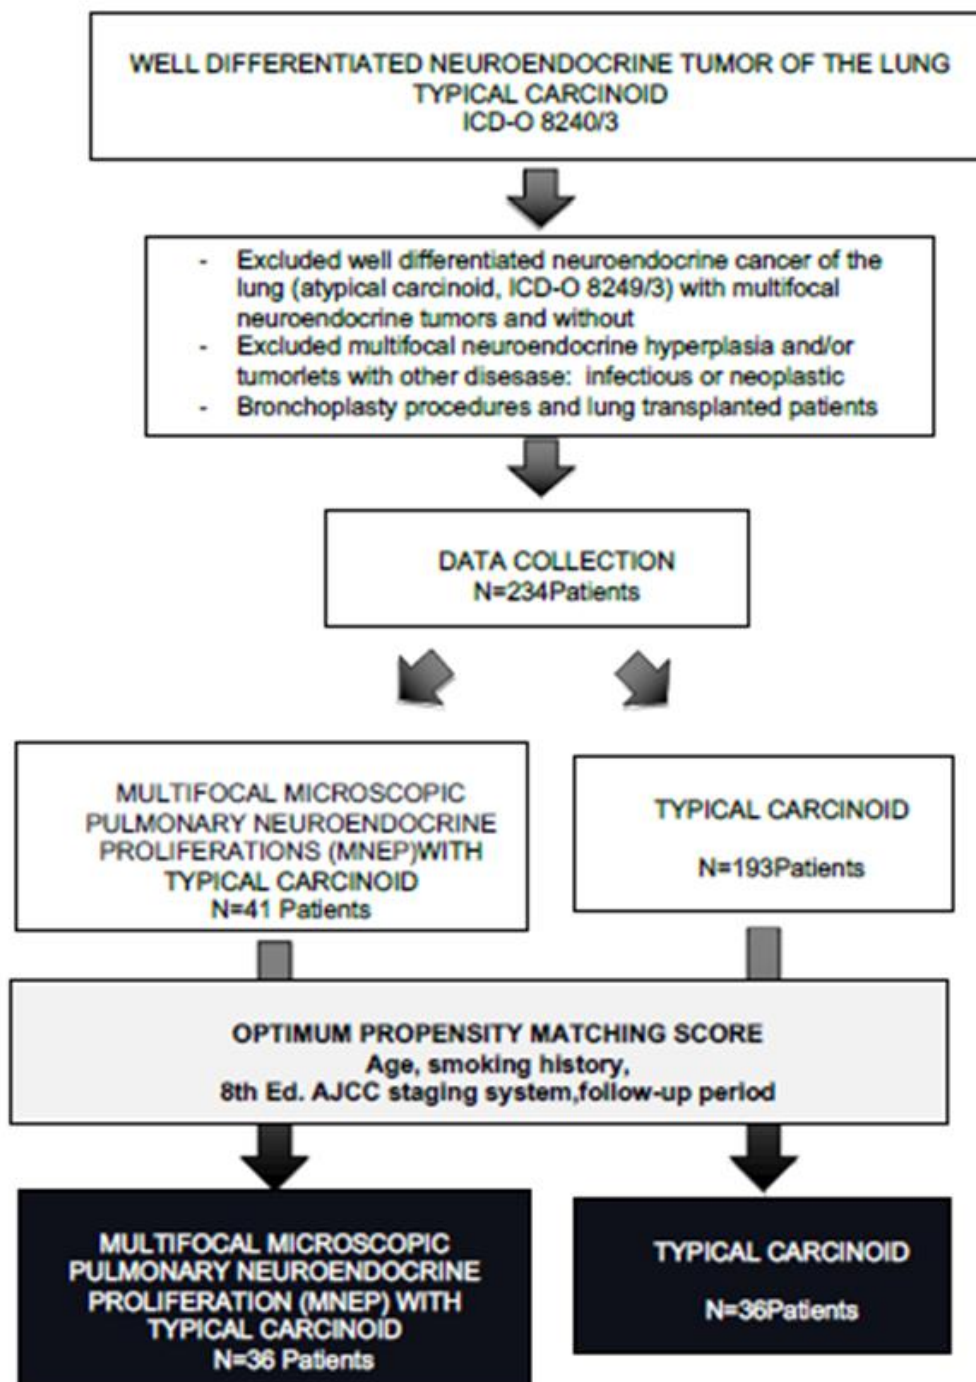 WELL DIFFERENTIATED NEUROENDOCRINE TUMOR OF THE LUNG
TYPICAL CARCINOID
ICD-O 8240/3
- Excluded well differentiated neuroendocrine cancer of the
lung (atypical carcinoid, ICD-O 8249/3) with multifocal
neuroendocrine tumors and without
- Excluded multifocal neuroendocrine hyperplasia and/or
tumorlets with other disesase: infectious or neoplastic
- Bronchoplasty procedures and lung transplanted patients
DATA COLLECTION
N=234Patients
MULTIFOCAL MICROSCOPIC
PULMONARY NEUROENDOCRINE
PROLIFERATIONS (MNEP)WITH
TYPICAL CARCINOID
N=41 Patients
TYPICAL CARCINOID
N=193Patients
OPTIMUM PROPENSITY MATCHING SCORE
Age, smoking history,
8th Ed. AJCC staging system,follow-up period
MULTIFOCAL MICROSCOPIC
PULMONARY NEUROENDOCRINE
PROLIFERATION (MNEP) WITH
TYPICAL CARCINOID
N=36 Patients
TYPICAL CARCINOID
N=36Patients